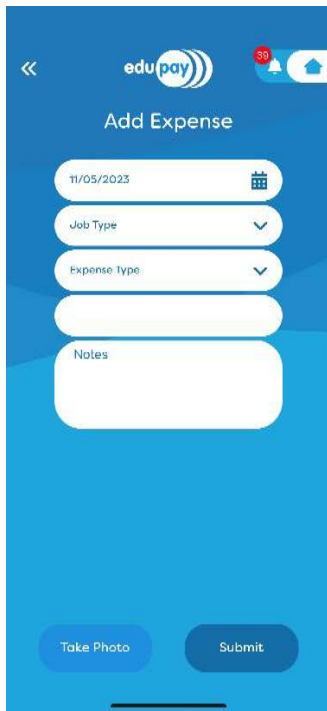 39
edupay
Add Expense
11/05/2023
Job Type
Expense Type
Notes
Take Photo
Submit